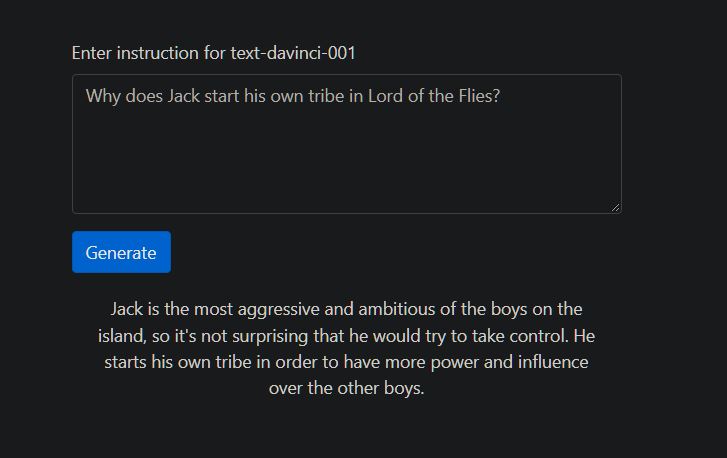 Enter instruction for text-davinci-001
Why does Jack start his own tribe in Lord of the Flies?
Generate
Jack is the most aggressive and ambitious of the boys on the
island, so it's not surprising that he would try to take control. He
starts his own tribe in order to have more power and influence
over the other boys.